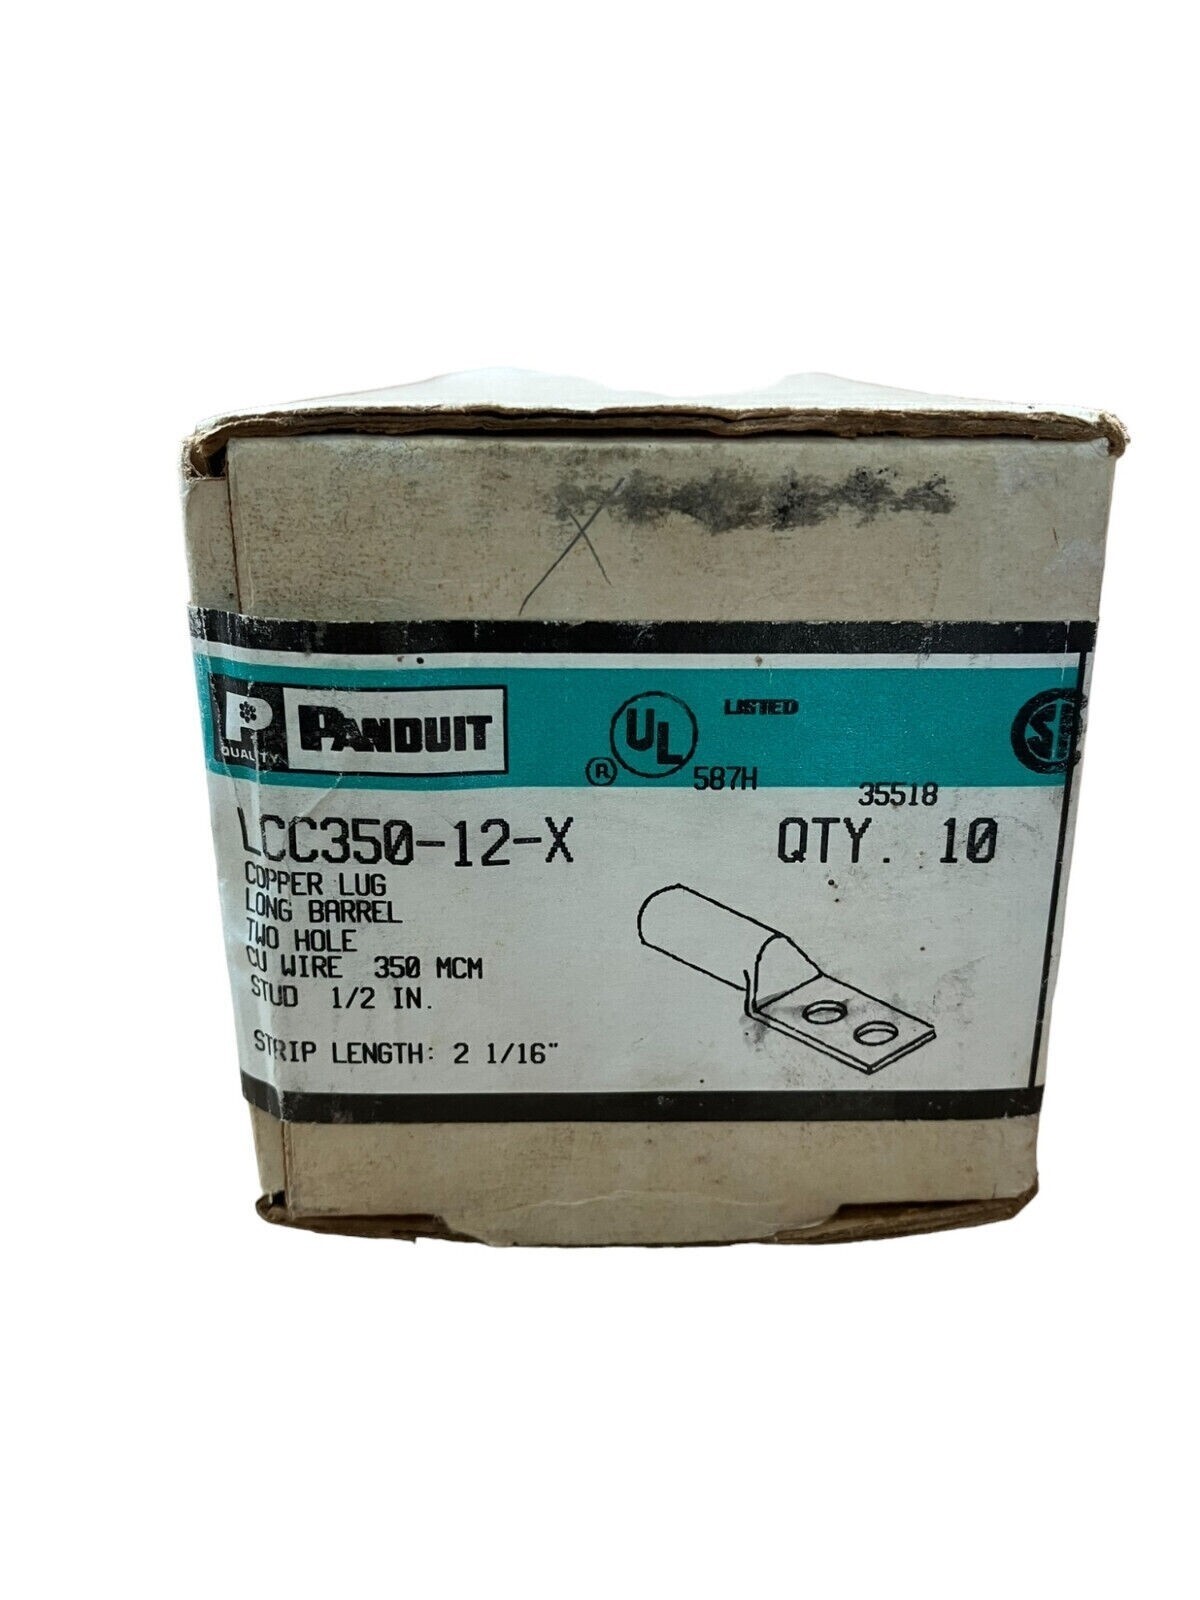 P
QUALITY
PANDUIT
UL
LISTED
®
587H
35518
LCC350-12-X
QTY. 10
COPPER LUG
LONG BARREL
TWO HOLE
CU WIRE 350 MCM
STUD 1/2 IN.
STRIP LENGTH: 2 1/16"